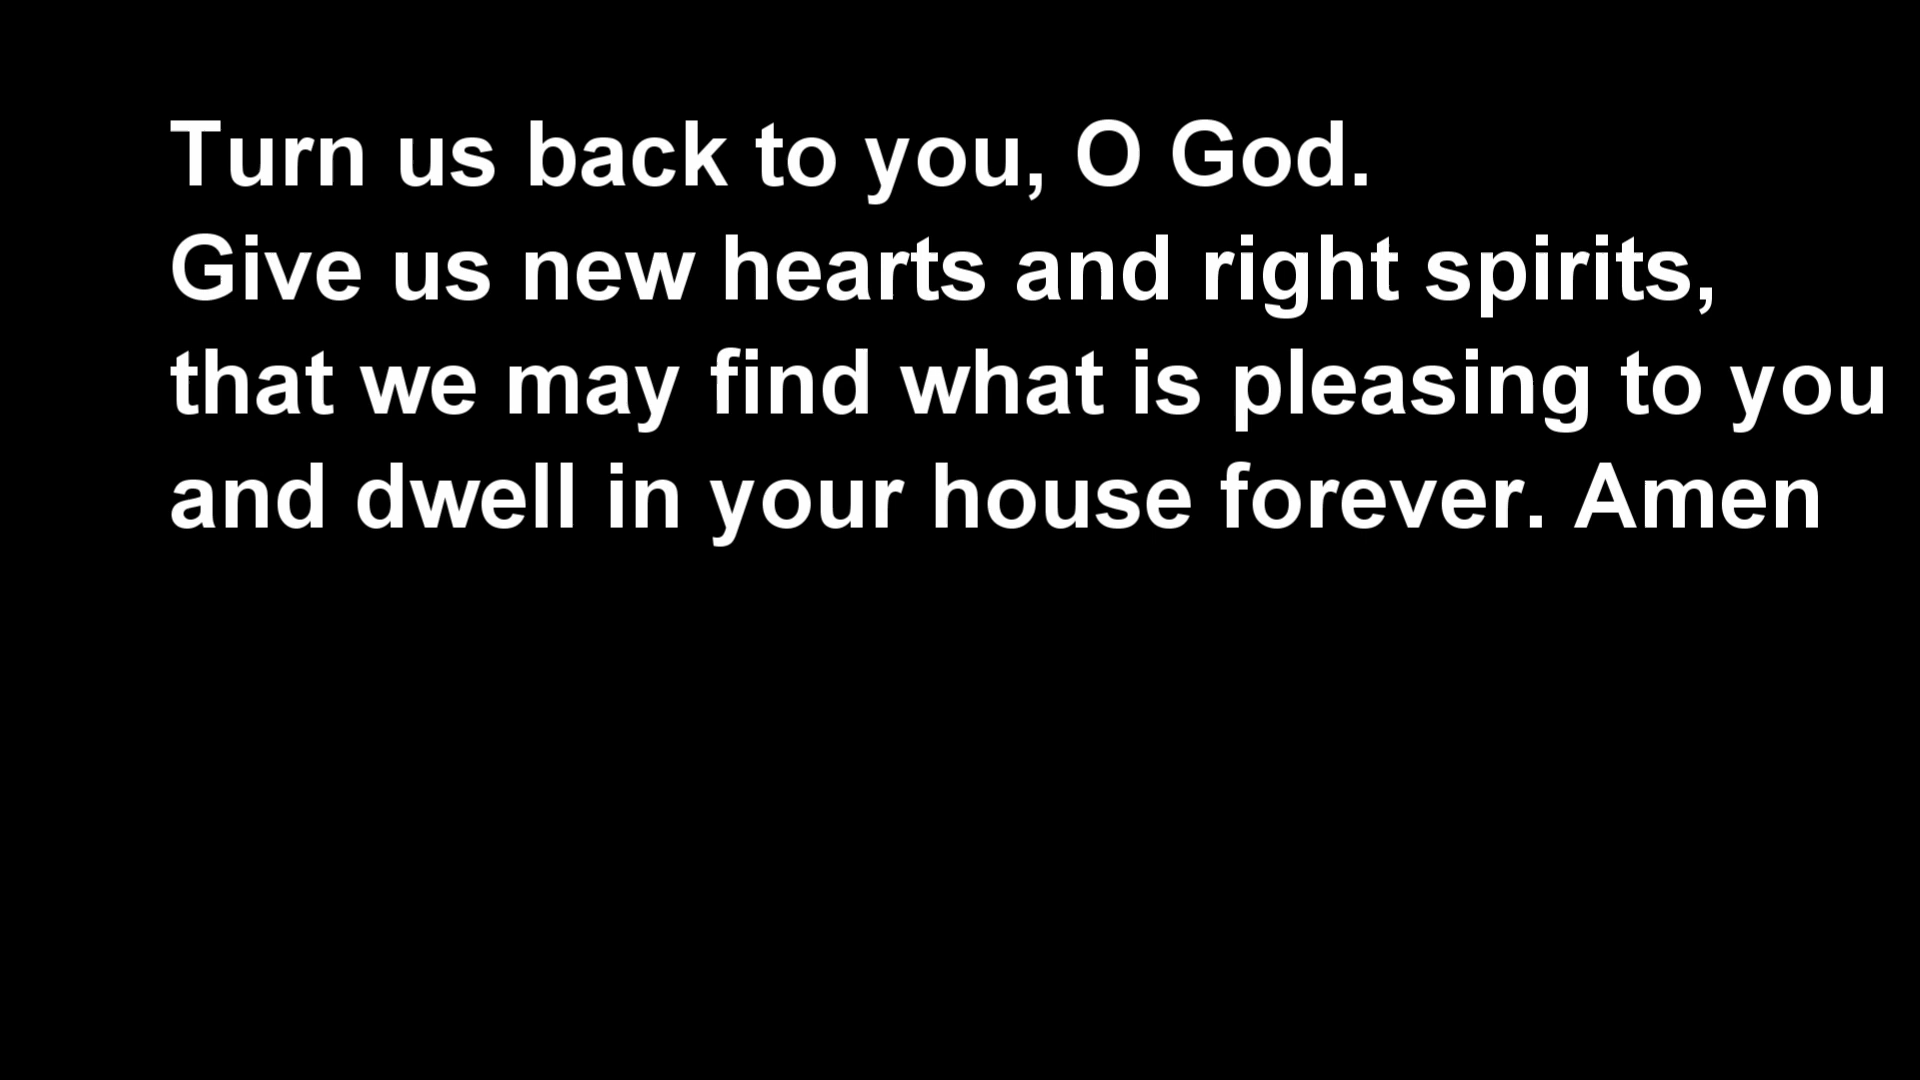 Turn us back to you, O God.
Give us new hearts and right spirits,
that we may find what is pleasing to you
and dwell in your house forever. Amen